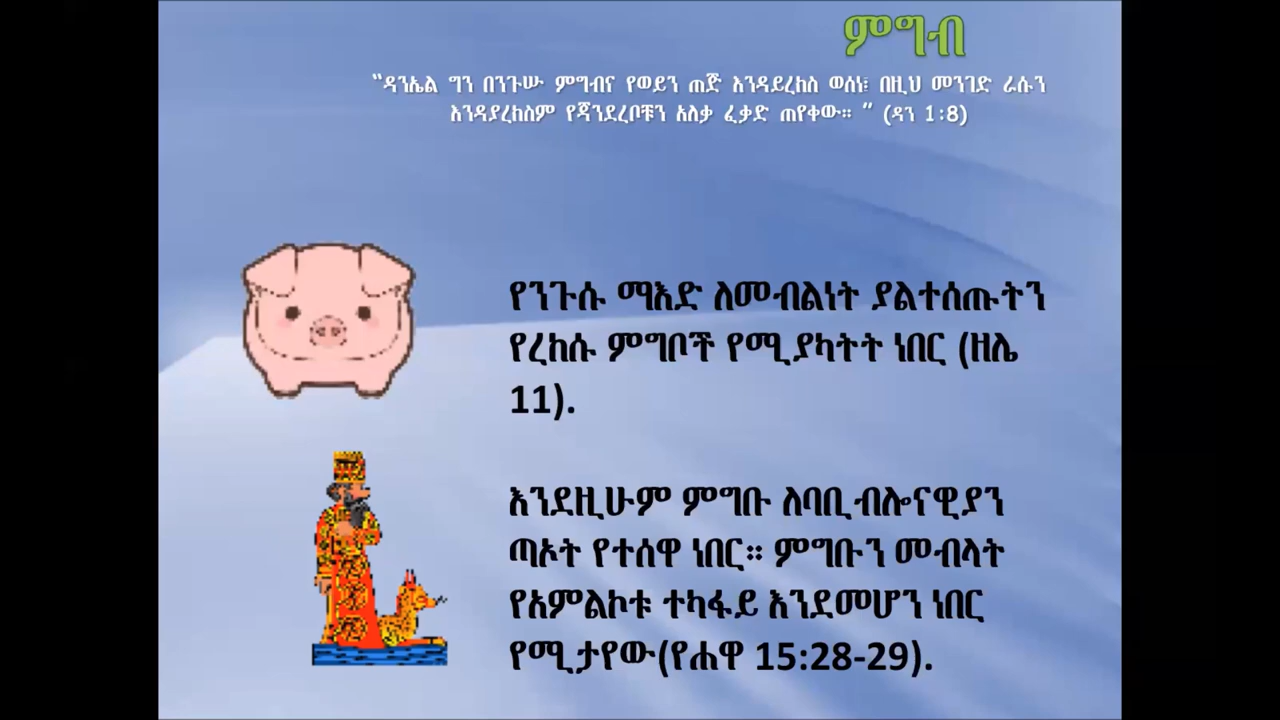 ምግብ
“ዳንኤል ግን በንጉሡ ምግብና የወይን ጠጅ እንዳይረከስ ወሰነ፤ በዚህ መንገድ ራሱን
እንዳያረክስም የጃንደረቦቹን አለቃ ፈቃድ ጠየቀው። ” (ዳን 1:8)
የንጉሱ ማእድ ለመብልነት ያልተሰጡትን
የረከሱ ምግቦች የሚያካትት ነበር (ዘሌ
11).
እንደዚሁም ምግቡ ለባቢብሎናዊያን
ጣኦት የተሰዋ ነበር። ምግቡን መብላት
የአምልኮቱ ተካፋይ እንደመሆን ነበር
የሚታየው(የሐዋ 15:28-29).